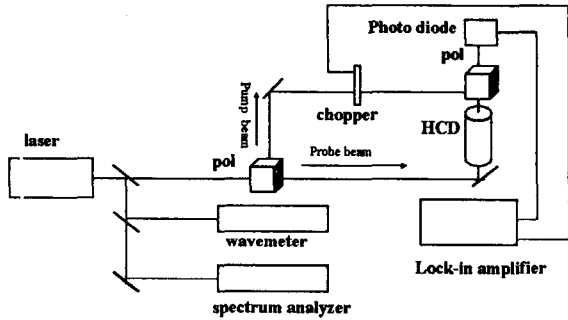 Photo diode
pol
chopper
HCD
Pump beam
laser
pol
Probe beam
wavemeter
Lock-in amplifier
spectrum analyzer